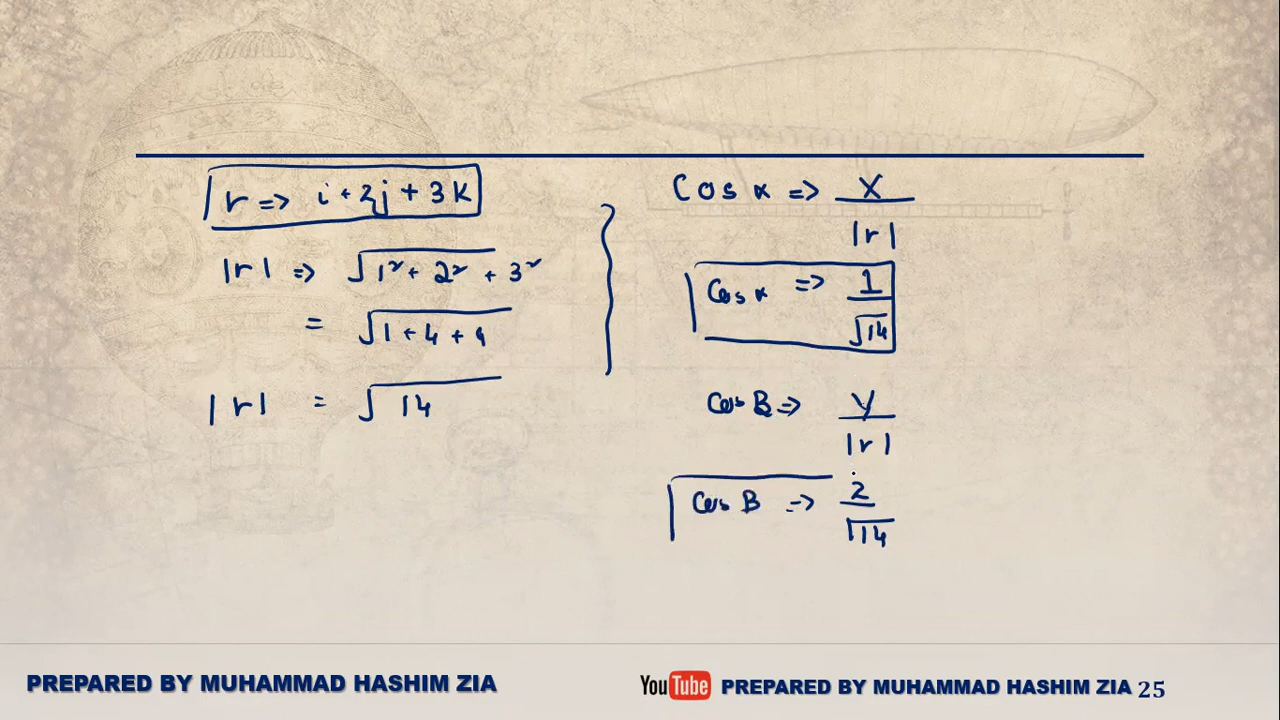 r => i + 2j + 3k
|r| => √1² + 2² + 3²
= √1 + 4 + 9
|r| = √14
Cos α => X / |r|
Cos α => 1 / √14
Cos B => Y / |r|
Cos B => 2 / √14
PREPARED BY MUHAMMAD HASHIM ZIA
YouTube PREPARED BY MUHAMMAD HASHIM ZIA 25